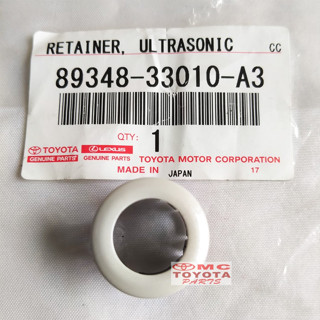 RETAINER, ULTRASONIC CC
89348-33010-A3
QTY: 1
TOYOTA LEXUS
GENUINE PARTS GENUINE PARTS TOYOTA MOTOR CORPORATION
MADE IN JAPAN 17
MC
TOYOTA
PARTS